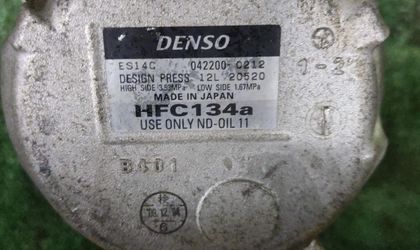 DENSO
ES14C 042200-0212
DESIGN PRESS 12L 20520
HIGH SIDE 3.53MPa LOW SIDE 1.67MPa
MADE IN JAPAN
HFC134a
USE ONLY ND-OIL 11
B4D1